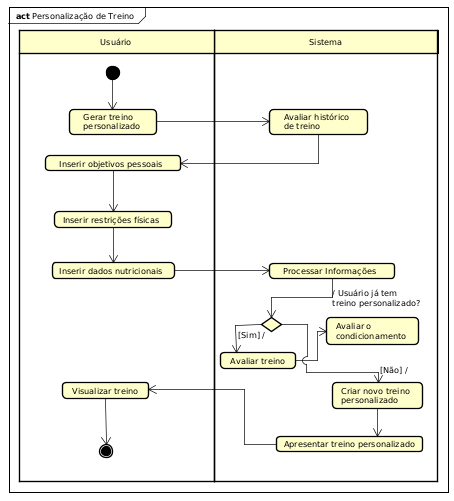 act Personalização de Treino
Usuário
Sistema
Gerar treino
personalizado
Avaliar histórico
de treino
Inserir objetivos pessoais
Inserir restrições físicas
Inserir dados nutricionais
Processar Informações
/ Usuário já tem
treino personalizado?
[Sim] /
Avaliar o
condicionamento
Avaliar treino
[Não] /
Visualizar treino
Criar novo treino
personalizado
Apresentar treino personalizado